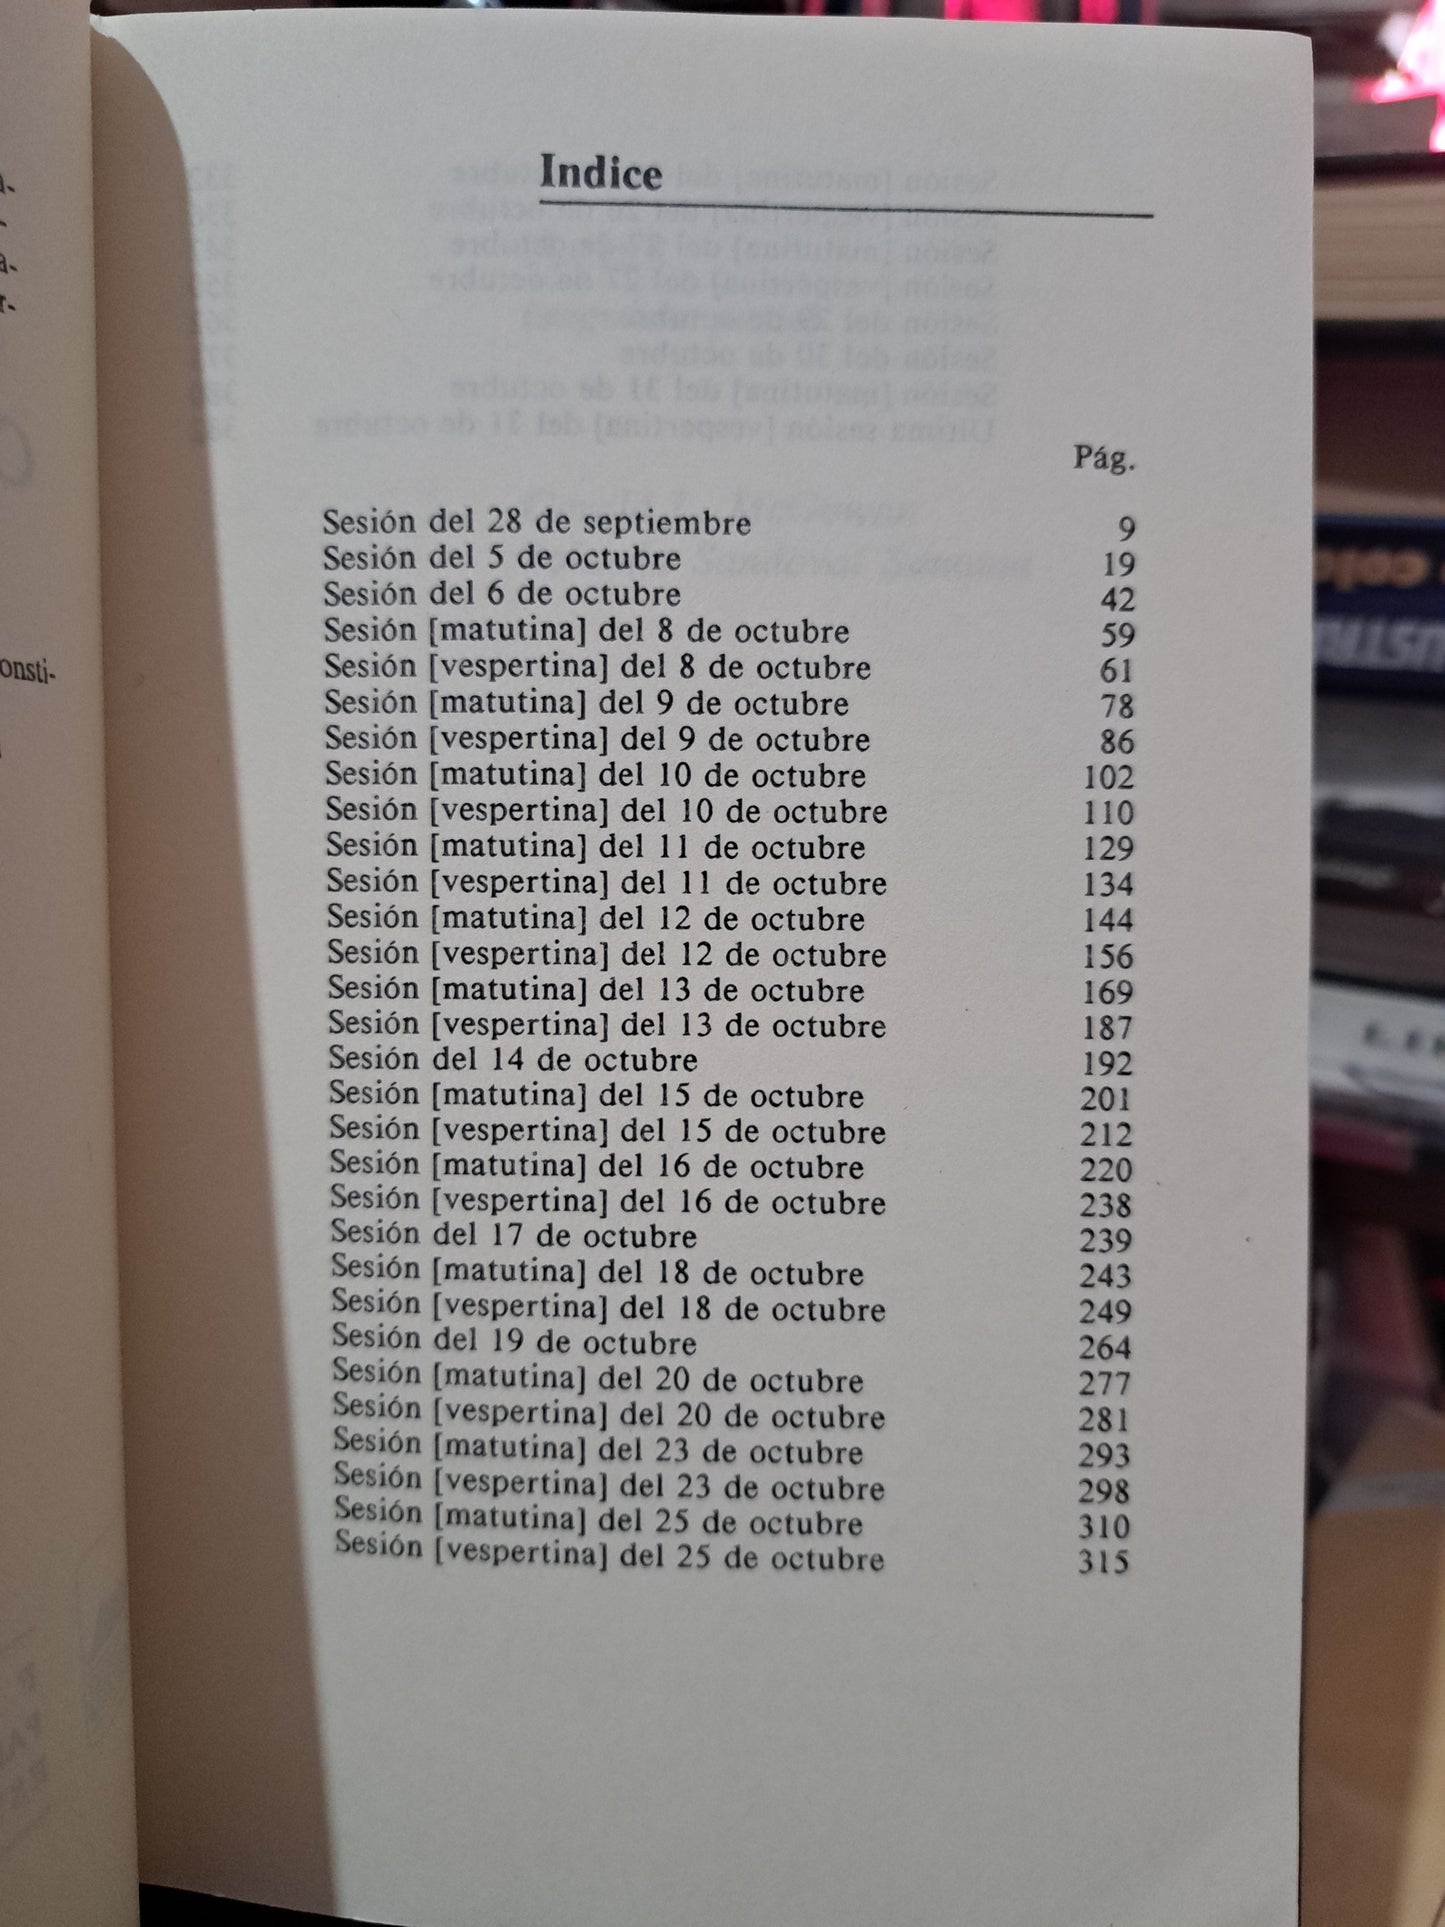 Indice
Pág.
Sesión del 28 de septiembre 9
Sesión del 5 de octubre 19
Sesión del 6 de octubre 42
Sesión [matutina] del 8 de octubre 59
Sesión [vespertina] del 8 de octubre 61
Sesión [matutina] del 9 de octubre 78
Sesión [vespertina] del 9 de octubre 86
Sesión [matutina] del 10 de octubre 102
Sesión [vespertina] del 10 de octubre 110
Sesión [matutina] del 11 de octubre 129
Sesión [vespertina] del 11 de octubre 134
Sesión [matutina] del 12 de octubre 144
Sesión [vespertina] del 12 de octubre 156
Sesión [matutina] del 13 de octubre 169
Sesión [vespertina] del 13 de octubre 187
Sesión del 14 de octubre 192
Sesión [matutina] del 15 de octubre 201
Sesión [vespertina] del 15 de octubre 212
Sesión [matutina] del 16 de octubre 220
Sesión [vespertina] del 16 de octubre 238
Sesión del 17 de octubre 239
Sesión [matutina] del 18 de octubre 243
Sesión [vespertina] del 18 de octubre 249
Sesión del 19 de octubre 264
Sesión [matutina] del 20 de octubre 277
Sesión [vespertina] del 20 de octubre 281
Sesión [matutina] del 23 de octubre 293
Sesión [vespertina] del 23 de octubre 298
Sesión [matutina] del 25 de octubre 310
Sesión [vespertina] del 25 de octubre 315
onsti-